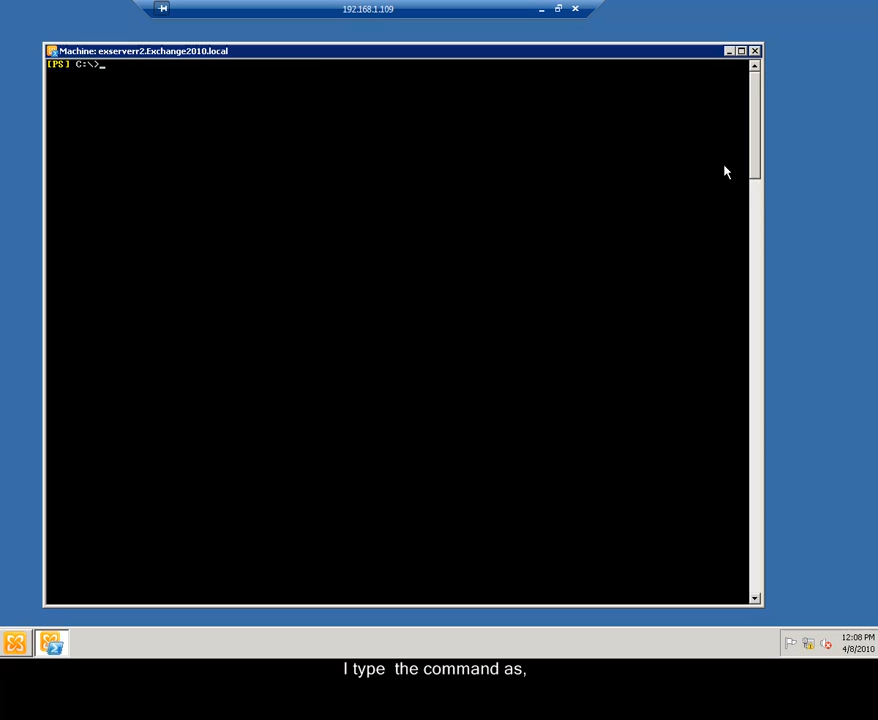 192.168.1.109
Machine: exserverr2.Exchange2010.local
[PS] C:\>_
12:08 PM
4/8/2010
I type  the command as,